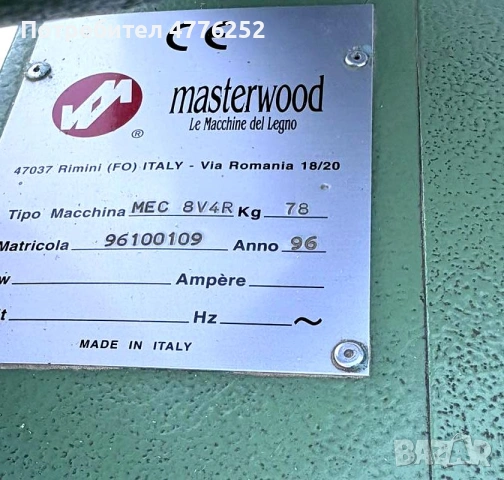 Потребител 4776252
CE
masterwood
Le Macchine del Legno
®
47037 Rimini (FO) ITALY - Via Romania 18/20
Tipo Macchina MEC 8V4R Kg 78
Matricola 96100109 Anno 96
w Ampère
t Hz ~
MADE IN ITALY
BAZAR